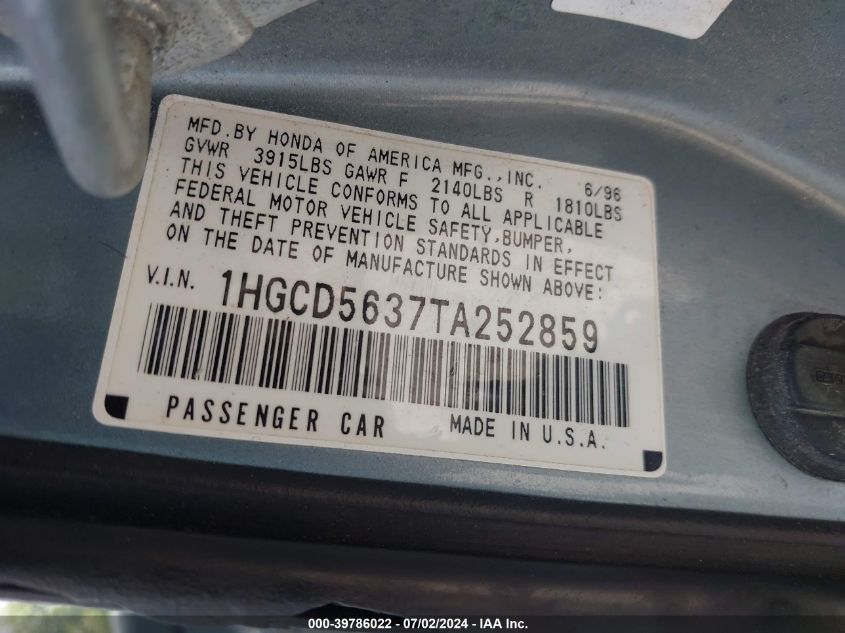 MFD.BY HONDA OF AMERICA MFG.,INC. 6/96
GVWR 3915LBS GAWR F 2140LBS R 1810LBS
THIS VEHICLE CONFORMS TO ALL APPLICABLE
FEDERAL MOTOR VEHICLE SAFETY,BUMPER,
AND THEFT PREVENTION STANDARDS IN EFFECT
ON THE DATE OF MANUFACTURE SHOWN ABOVE:
V.I.N. 1HGCD5637TA252859
PASSENGER CAR MADE IN U.S.A.
000-39786022 - 07/02/2024 - IAA Inc.